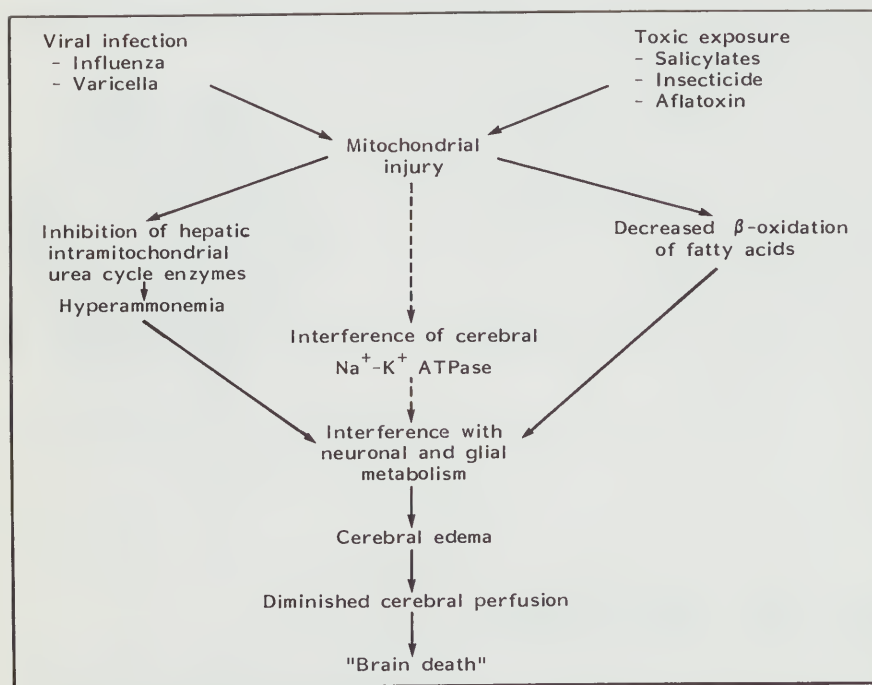 Viral infection
- Influenza
- Varicella
Toxic exposure
- Salicylates
- Insecticide
- Aflatoxin
Mitochondrial
injury
Inhibition of hepatic
intramitochondrial
urea cycle enzymes
Hyperammonemia
Decreased β-oxidation
of fatty acids
Interference of cerebral
Na⁺-K⁺ ATPase
Interference with
neuronal and glial
metabolism
Cerebral edema
Diminished cerebral perfusion
"Brain death"